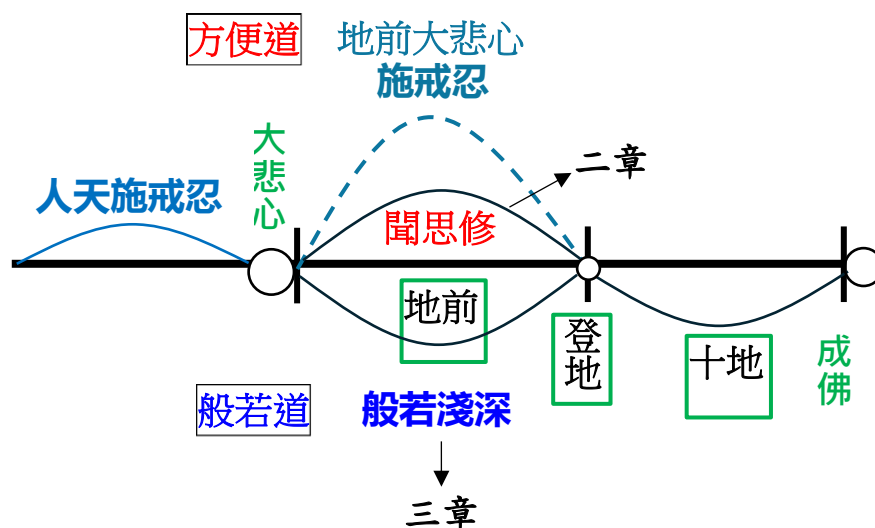 方便道
地前大悲心
施戒忍
大悲心
二章
人天施戒忍
聞思修
地前
登地
十地
成佛
般若道
般若淺深
三章